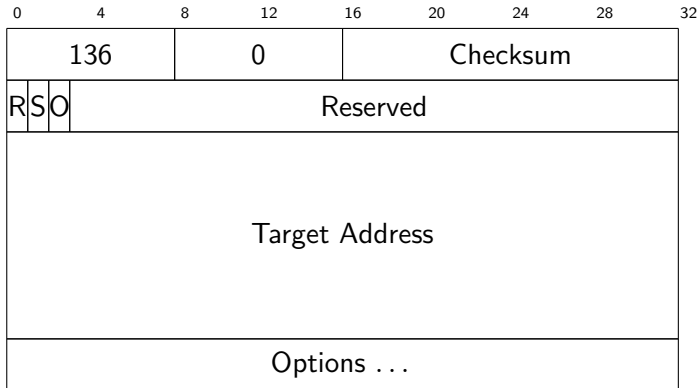 0 4 8 12 16 20 24 28 32
136 0 Checksum
R S O Reserved
Target Address
Options . . .